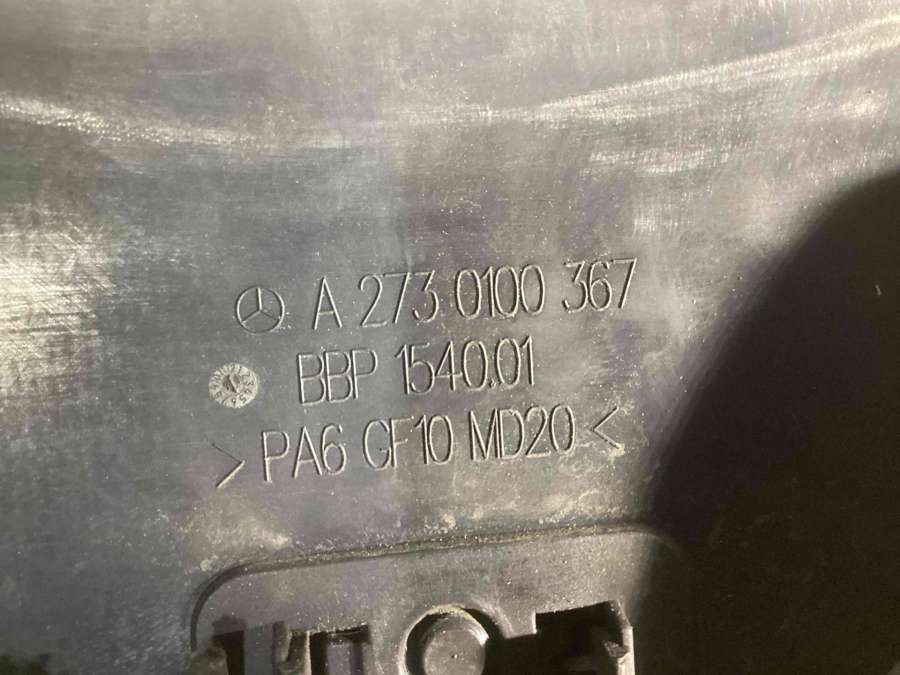 A 273 0100 367
BBP 1540.01
>PA6 GF10 MD20<